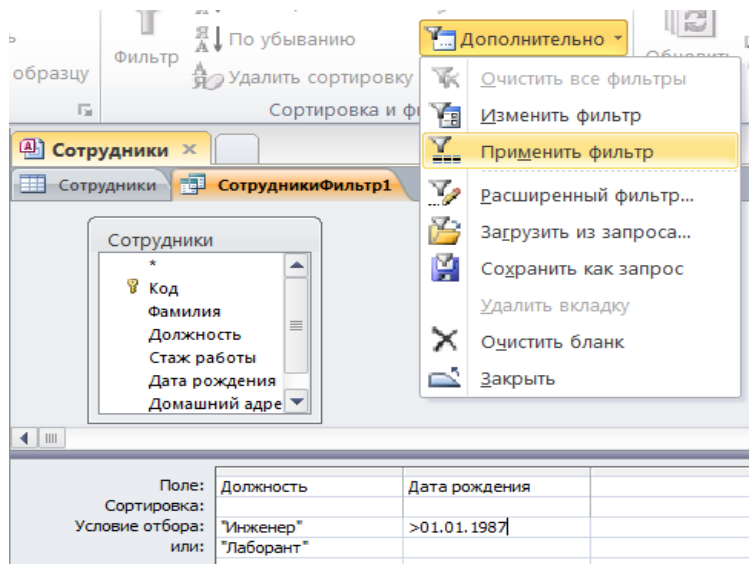 По убыванию
Дополнительно
Фильтр
образцу
Удалить сортировку
Обновить
Очистить все фильтры
Сортировка и
Изменить фильтр
Сотрудники
Применить фильтр
Сотрудники СотрудникиФильтр1
Расширенный фильтр...
Загрузить из запроса...
Сохранить как запрос
Удалить вкладку
Очистить бланк
Закрыть
Сотрудники
*
Код
Фамилия
Должность
Стаж работы
Дата рождения
Домашний адре
Поле: Должность Дата рождения
Сортировка:
Условие отбора: "Инженер" >01.01.1987
или: "Лаборант"